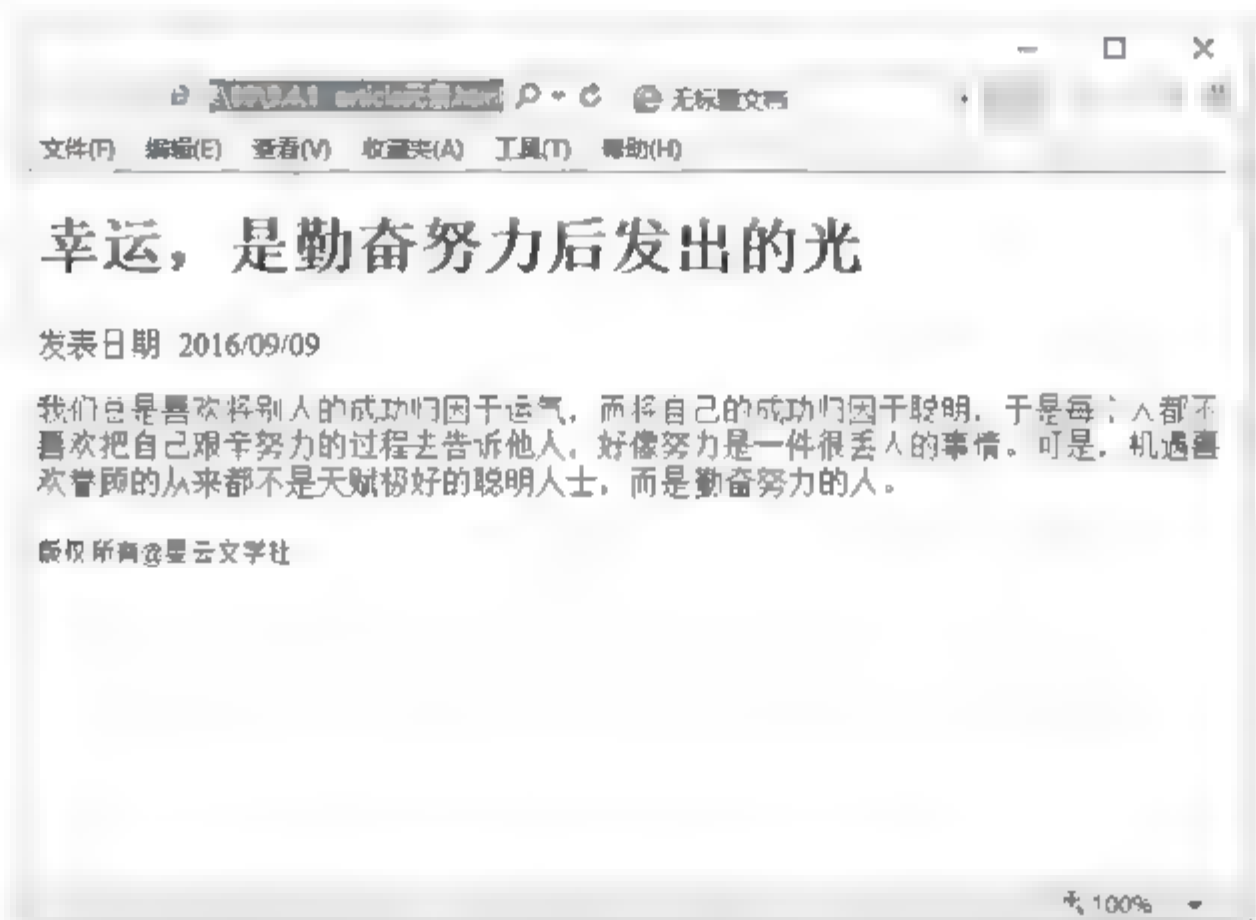 无标题文档
文件(F) 编辑(E) 查看(V) 收藏夹(A) 工具(T) 帮助(H)
幸运，是勤奋努力后发出的光
发表日期 2016/09/09
我们总是喜欢将别人的成功归因于运气，而将自己的成功归因于聪明，于是每个人都不
喜欢把自己艰辛努力的过程去告诉他人，好像努力是一件很丢人的事情。可是，机遇喜
欢眷顾的从来都不是天赋极好的聪明人士，而是勤奋努力的人。
版权所有@星云文学社
100%